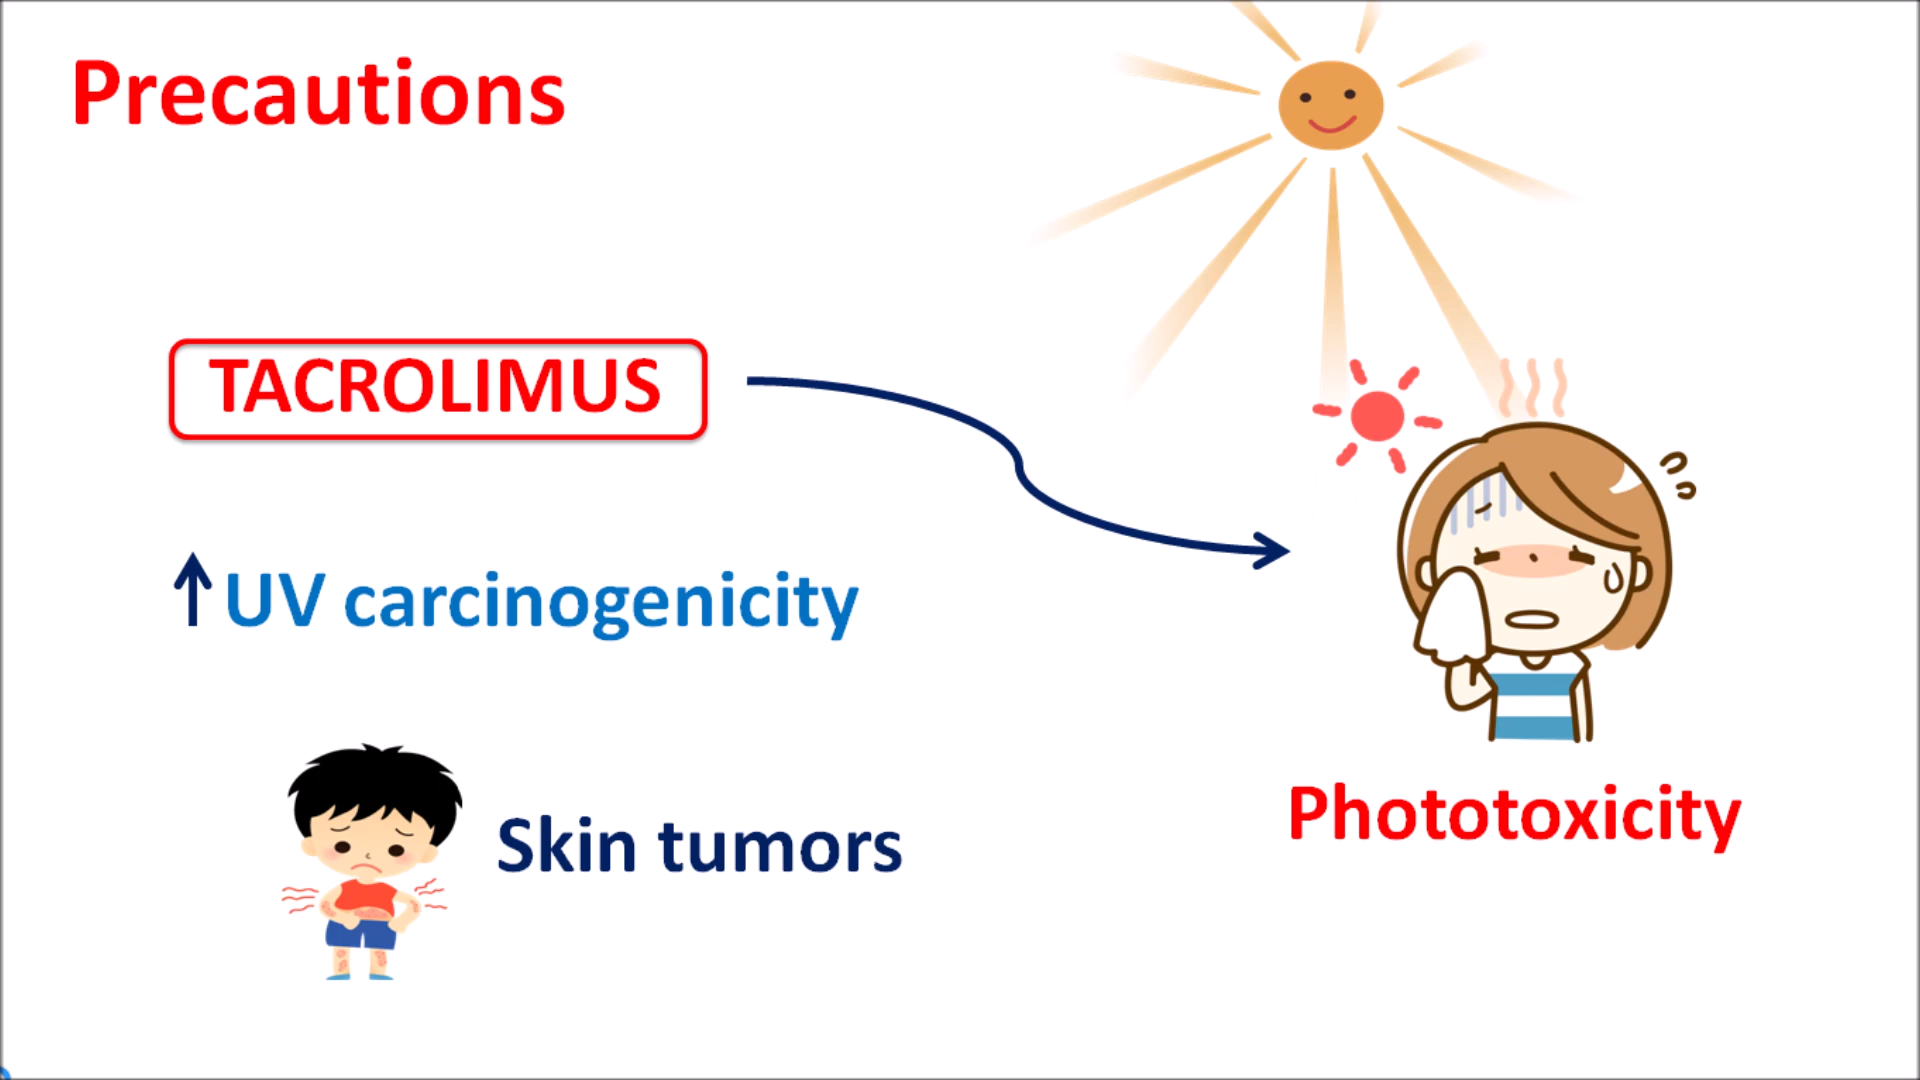 Precautions
TACROLIMUS
↑UV carcinogenicity
Skin tumors
Phototoxicity